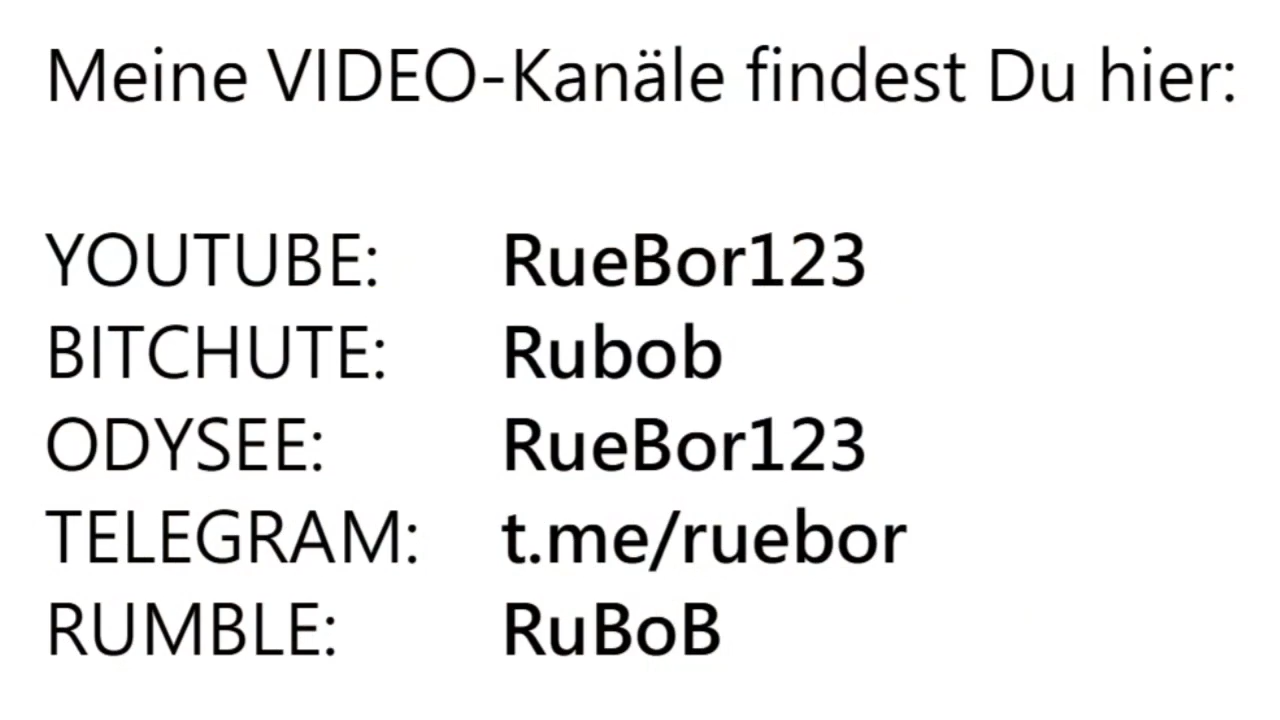 Meine VIDEO-Kanäle findest Du hier:
YOUTUBE: RueBor123
BITCHUTE: Rubob
ODYSEE: RueBor123
TELEGRAM: t.me/ruebor
RUMBLE: RuBoB